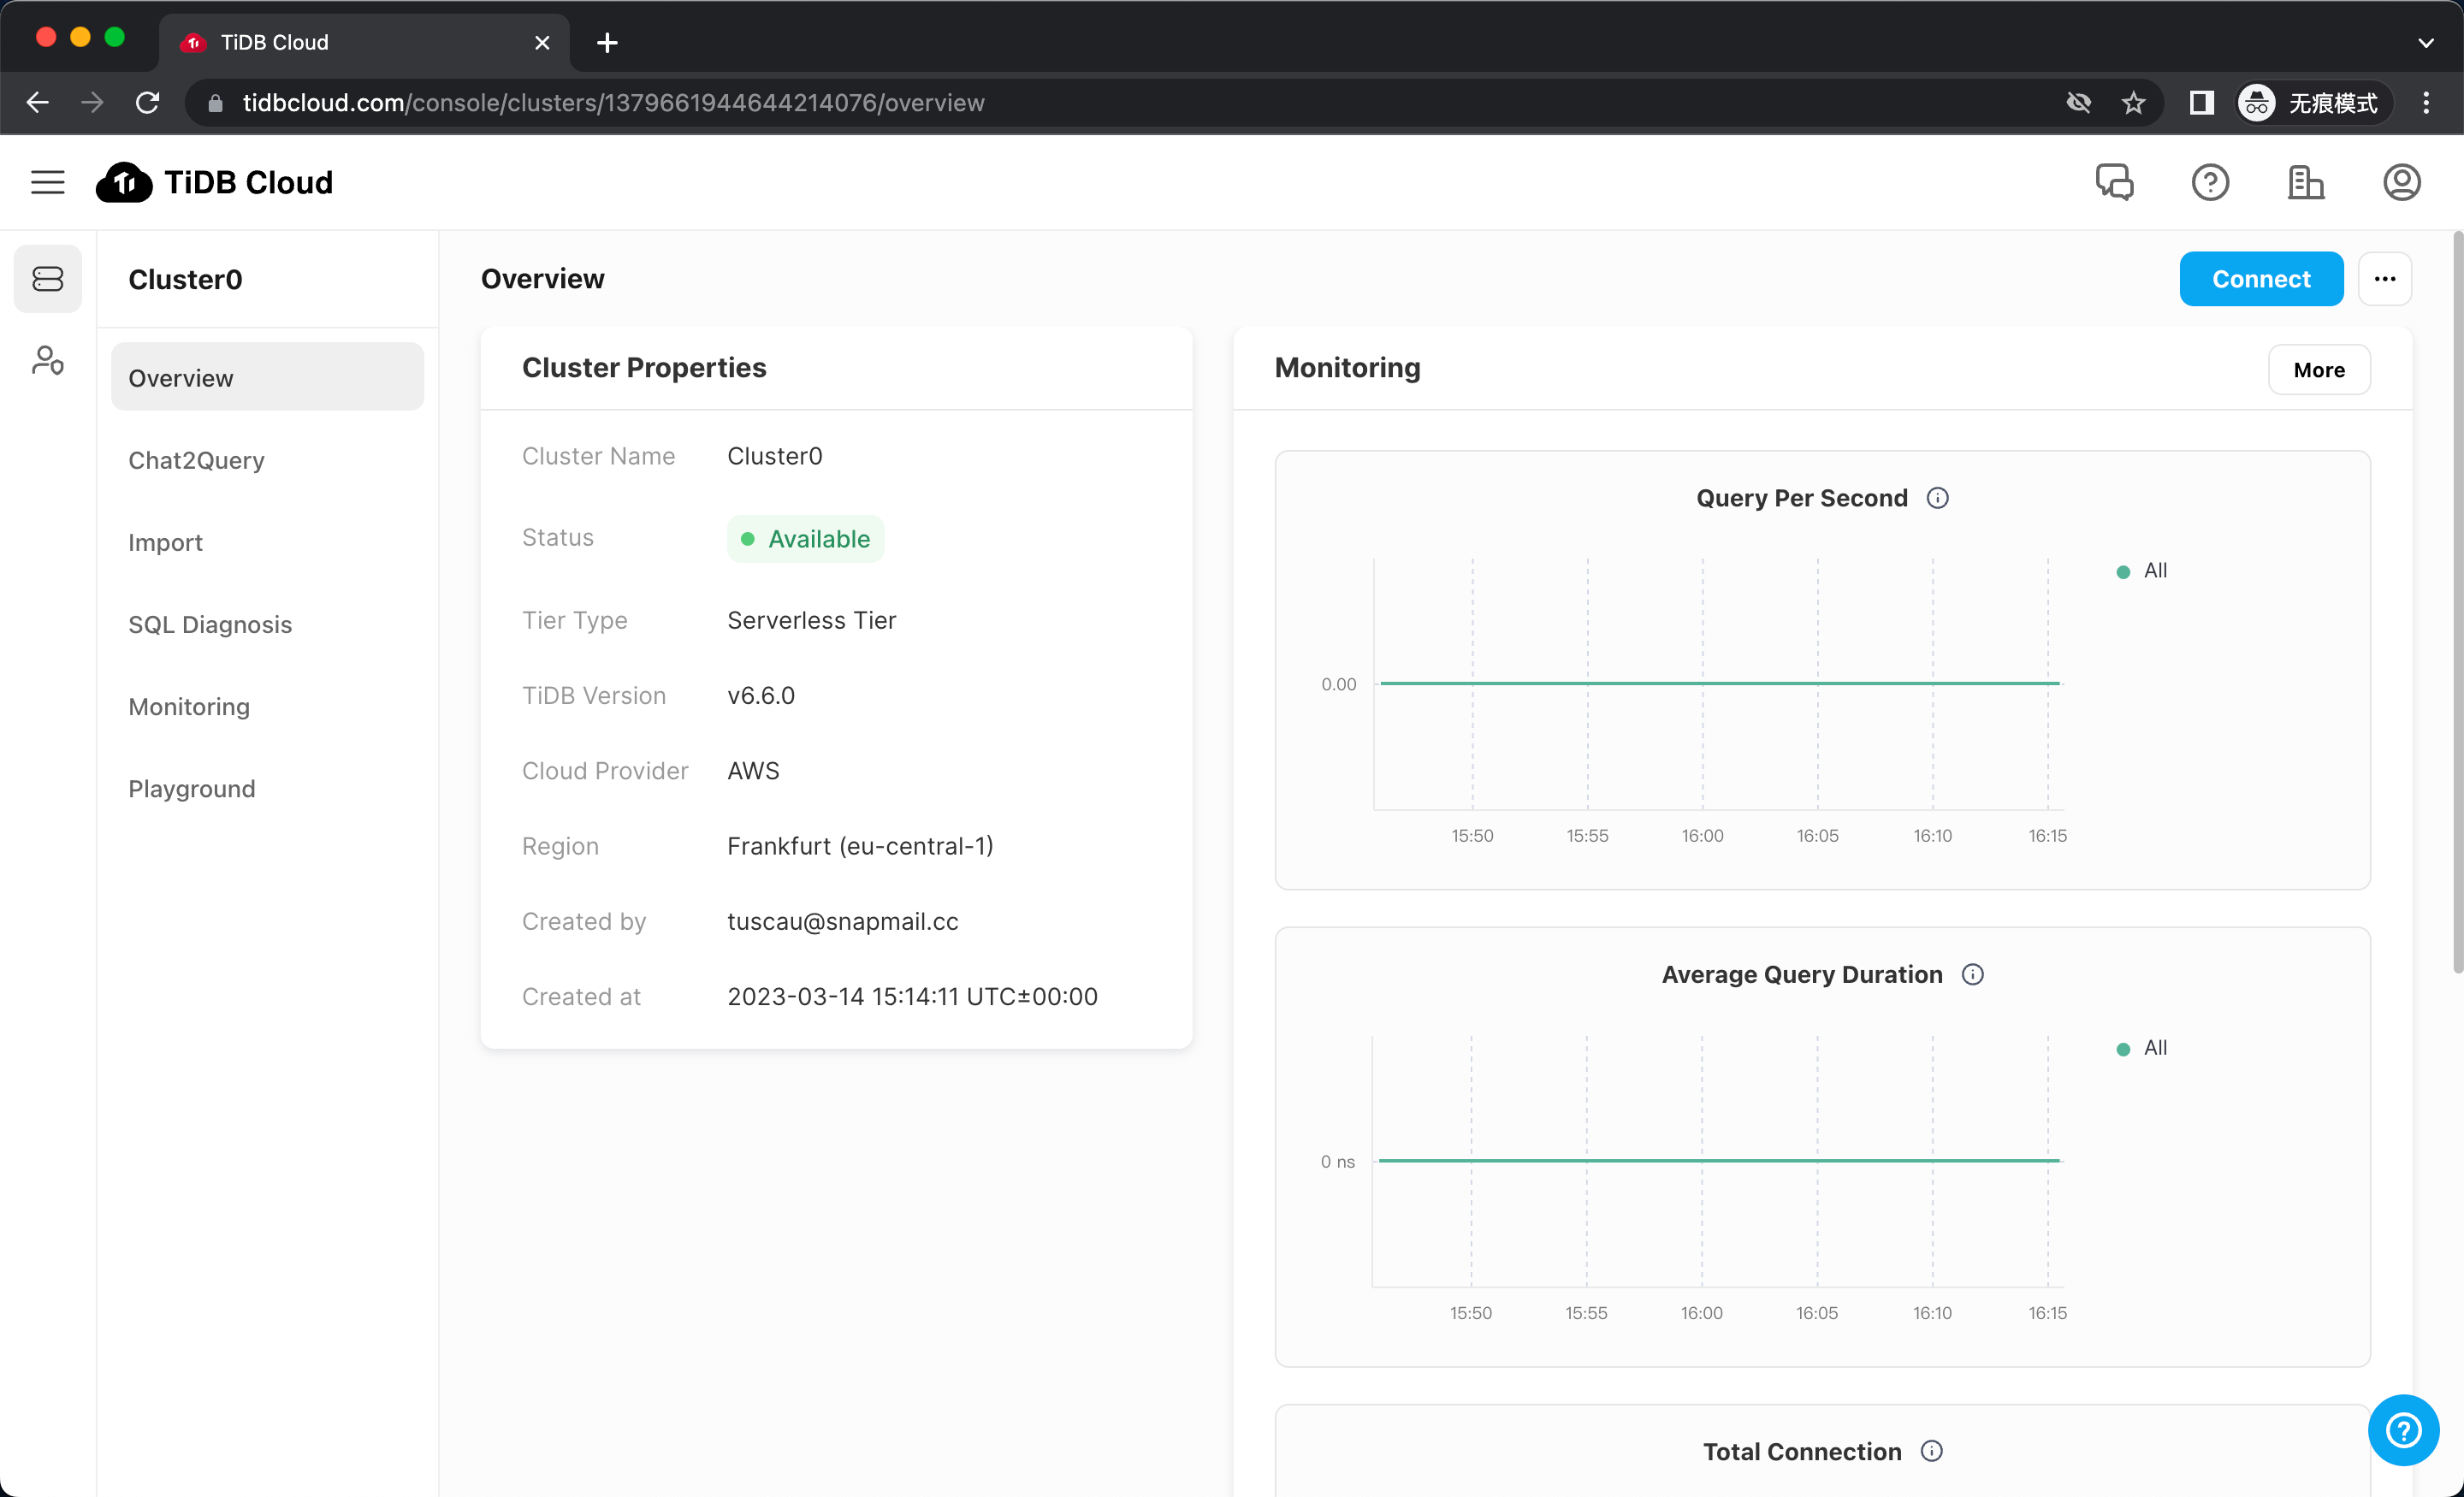 TiDB Cloud
tidbcloud.com/console/clusters/1379661944644214076/overview
无痕模式
TiDB Cloud
Cluster0
Overview
Chat2Query
Import
SQL Diagnosis
Monitoring
Playground
Overview
Connect
Cluster Properties
Cluster Name Cluster0
Status Available
Tier Type Serverless Tier
TiDB Version v6.6.0
Cloud Provider AWS
Region Frankfurt (eu-central-1)
Created by tuscau@snapmail.cc
Created at 2023-03-14 15:14:11 UTC±00:00
Monitoring
More
Query Per Second
All
0.00
15:50 15:55 16:00 16:05 16:10 16:15
Average Query Duration
All
0 ns
15:50 15:55 16:00 16:05 16:10 16:15
Total Connection